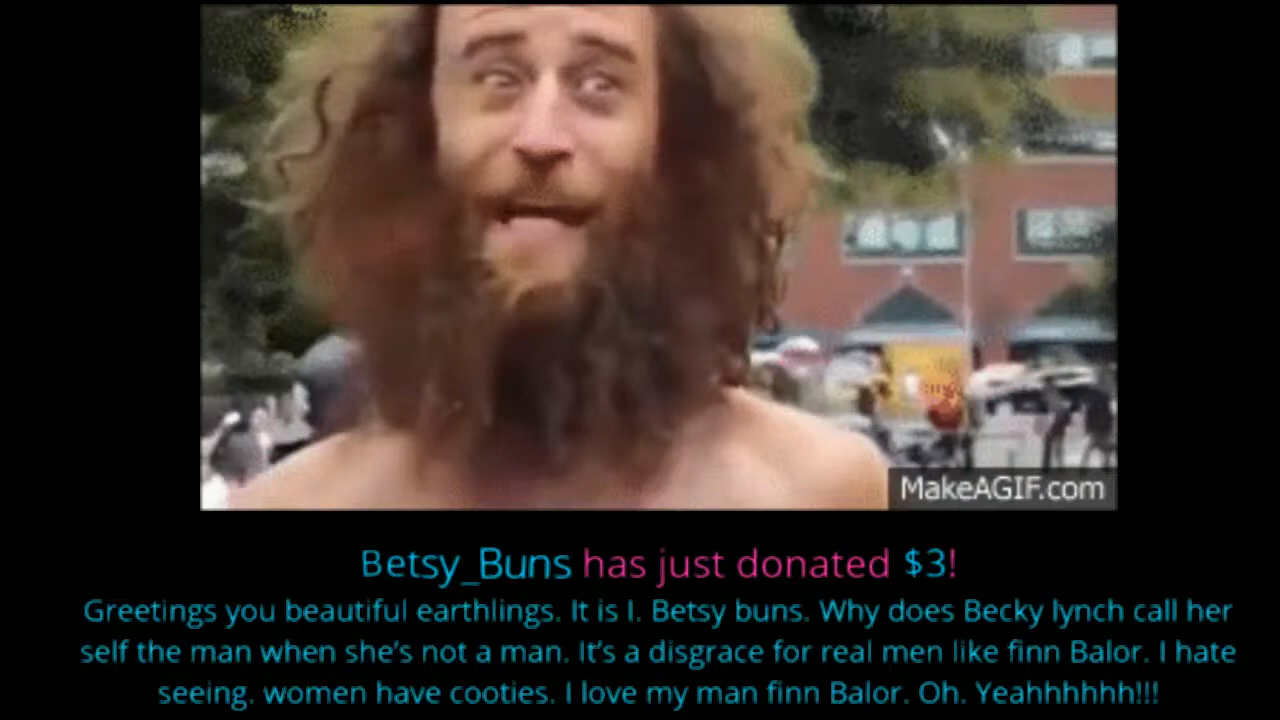 MakeAGIF.com
Betsy_Buns has just donated $3!
Greetings you beautiful earthlings. It is I. Betsy buns. Why does Becky lynch call her
self the man when she’s not a man. It’s a disgrace for real men like finn Balor. I hate
seeing. women have cooties. I love my man finn Balor. Oh. Yeahhhhhh!!!